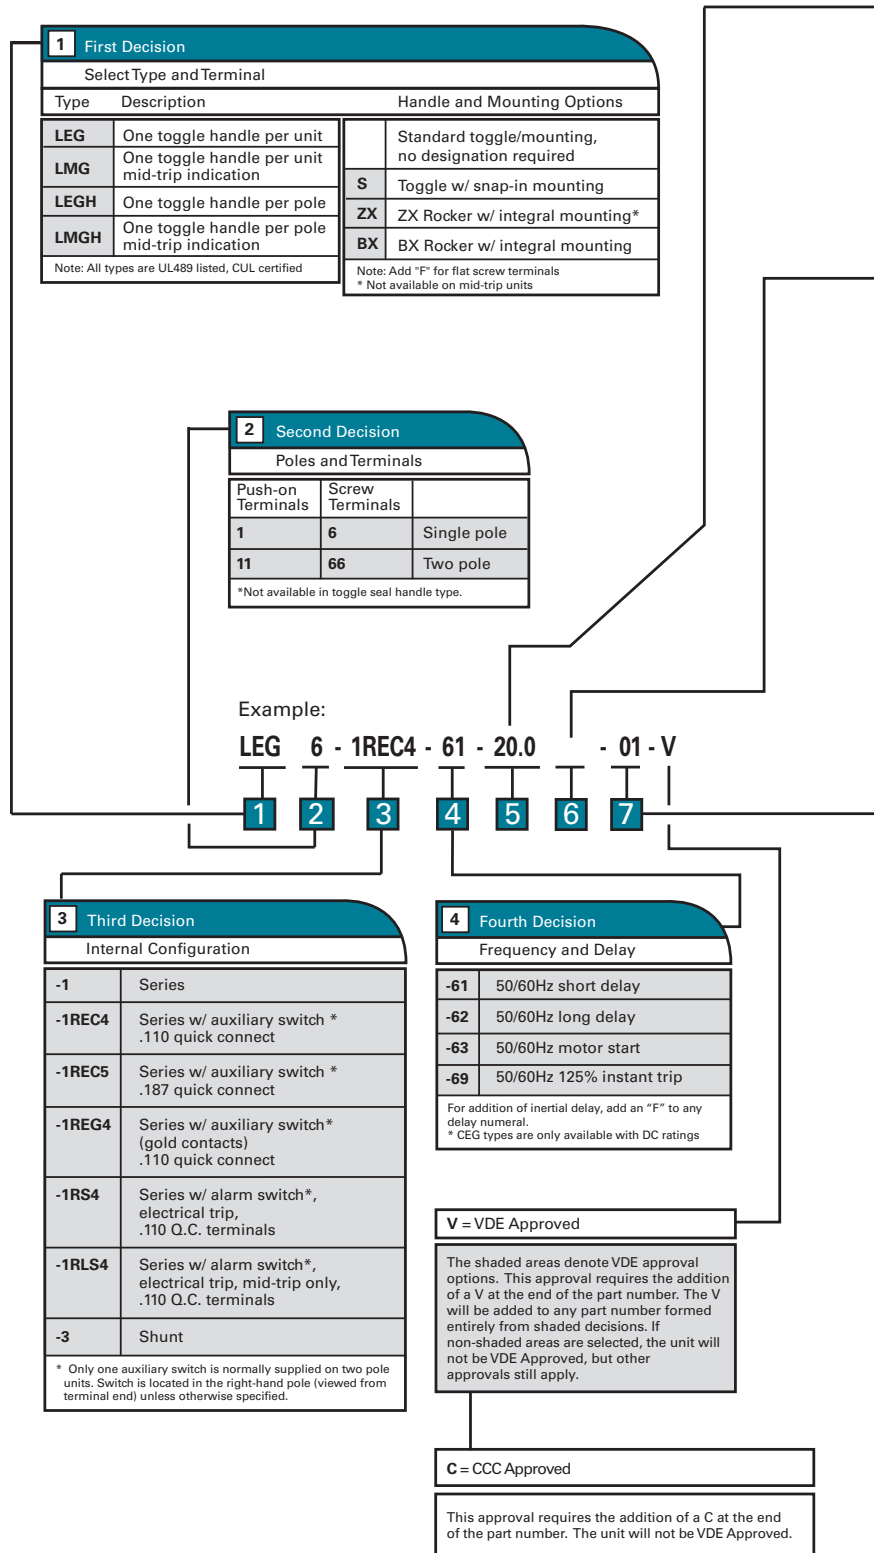 1 First Decision
Select Type and Terminal
Type Description Handle and Mounting Options
LEG One toggle handle per unit
LMG One toggle handle per unit
mid-trip indication
LEGH One toggle handle per pole
LMGH One toggle handle per pole
mid-trip indication
Note: All types are UL489 listed, CUL certified
Standard toggle/mounting,
no designation required
S Toggle w/ snap-in mounting
ZX ZX Rocker w/ integral mounting*
BX BX Rocker w/ integral mounting
Note: Add "F" for flat screw terminals
* Not available on mid-trip units
2 Second Decision
Poles and Terminals
Push-on Screw
Terminals Terminals
1 6 Single pole
11 66 Two pole
*Not available in toggle seal handle type.
Example:
LEG 6 - 1REC4 - 61 - 20.0 - 01 - V
1 2 3 4 5 6 7
3 Third Decision
Internal Configuration
-1 Series
-1REC4 Series w/ auxiliary switch *
.110 quick connect
-1REC5 Series w/ auxiliary switch *
.187 quick connect
-1REG4 Series w/ auxiliary switch*
(gold contacts)
.110 quick connect
-1RS4 Series w/ alarm switch*,
electrical trip,
.110 Q.C. terminals
-1RLS4 Series w/ alarm switch*,
electrical trip, mid-trip only,
.110 Q.C. terminals
-3 Shunt
* Only one auxiliary switch is normally supplied on two pole
units. Switch is located in the right-hand pole (viewed from
terminal end) unless otherwise specified.
4 Fourth Decision
Frequency and Delay
-61 50/60Hz short delay
-62 50/60Hz long delay
-63 50/60Hz motor start
-69 50/60Hz 125% instant trip
For addition of inertial delay, add an “F” to any
delay numeral.
* CEG types are only available with DC ratings
V = VDE Approved
The shaded areas denote VDE approval
options. This approval requires the addition
of a V at the end of the part number. The V
will be added to any part number formed
entirely from shaded decisions. If
non-shaded areas are selected, the unit will
not be VDE Approved, but other
approvals still apply.
C = CCC Approved
This approval requires the addition of a C at the end
of the part number. The unit will not be VDE Approved.